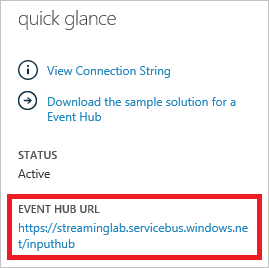 quick glance
View Connection String
Download the sample solution for a
Event Hub
STATUS
Active
EVENT HUB URL
https://streaminglab.servicebus.windows.ne
t/inputhub